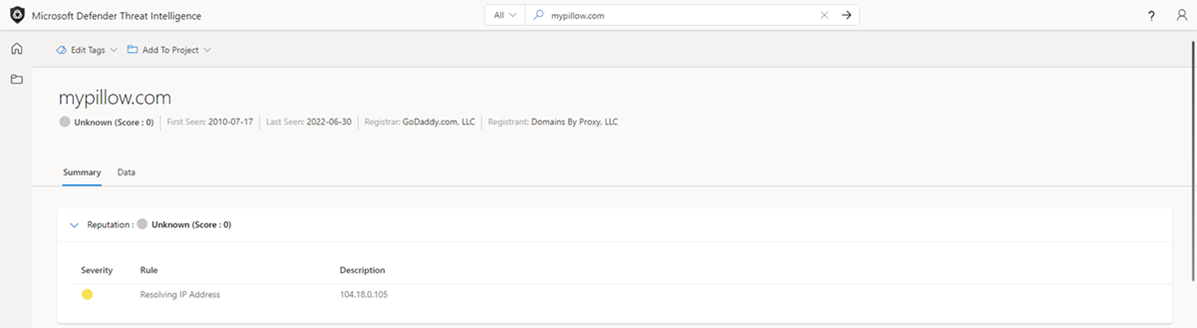 Microsoft Defender Threat Intelligence All mypillow.com ?
Edit Tags Add To Project
mypillow.com
Unknown (Score : 0) First Seen: 2010-07-17 Last Seen: 2022-06-30 Registrar: GoDaddy.com, LLC Registrant: Domains By Proxy, LLC
Summary Data
Reputation : Unknown (Score : 0)
Severity Rule Description
Resolving IP Address 104.18.0.105